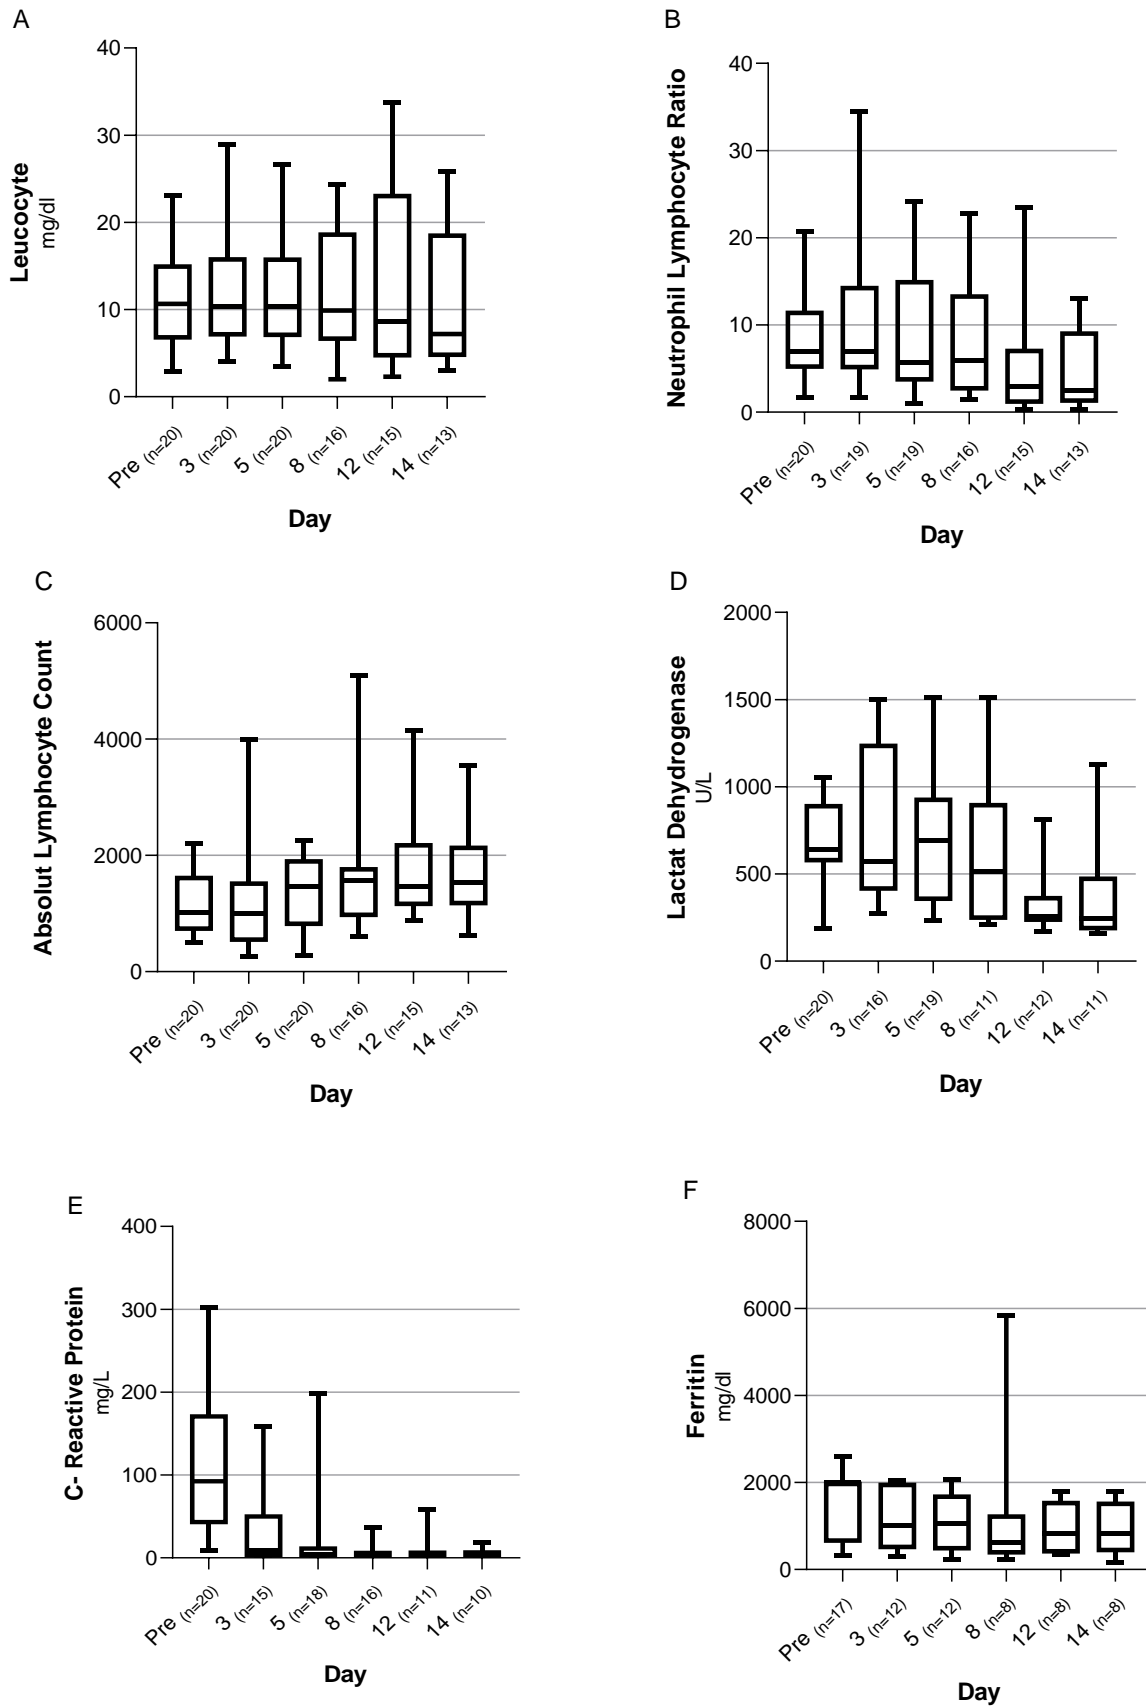 A
Leucocyte
mg/dl
40
30
20
10
0
Pre (n=20)
3 (n=20)
5 (n=20)
8 (n=16)
12 (n=15)
14 (n=13)
Day
B
Neutrophil Lymphocyte Ratio
40
30
20
10
0
Pre (n=20)
3 (n=19)
5 (n=19)
8 (n=16)
12 (n=15)
14 (n=13)
Day
C
Absolut Lymphocyte Count
6000
4000
2000
0
Pre (n=20)
3 (n=20)
5 (n=20)
8 (n=16)
12 (n=15)
14 (n=13)
Day
D
Lactat Dehydrogenase
U/L
2000
1500
1000
500
0
Pre (n=20)
3 (n=16)
5 (n=19)
8 (n=11)
12 (n=12)
14 (n=11)
Day
E
C- Reactive Protein
mg/L
400
300
200
100
0
Pre (n=20)
3 (n=15)
5 (n=18)
8 (n=16)
12 (n=11)
14 (n=10)
Day
F
Ferritin
mg/dl
8000
6000
4000
2000
0
Pre (n=17)
3 (n=12)
5 (n=12)
8 (n=8)
12 (n=8)
14 (n=8)
Day